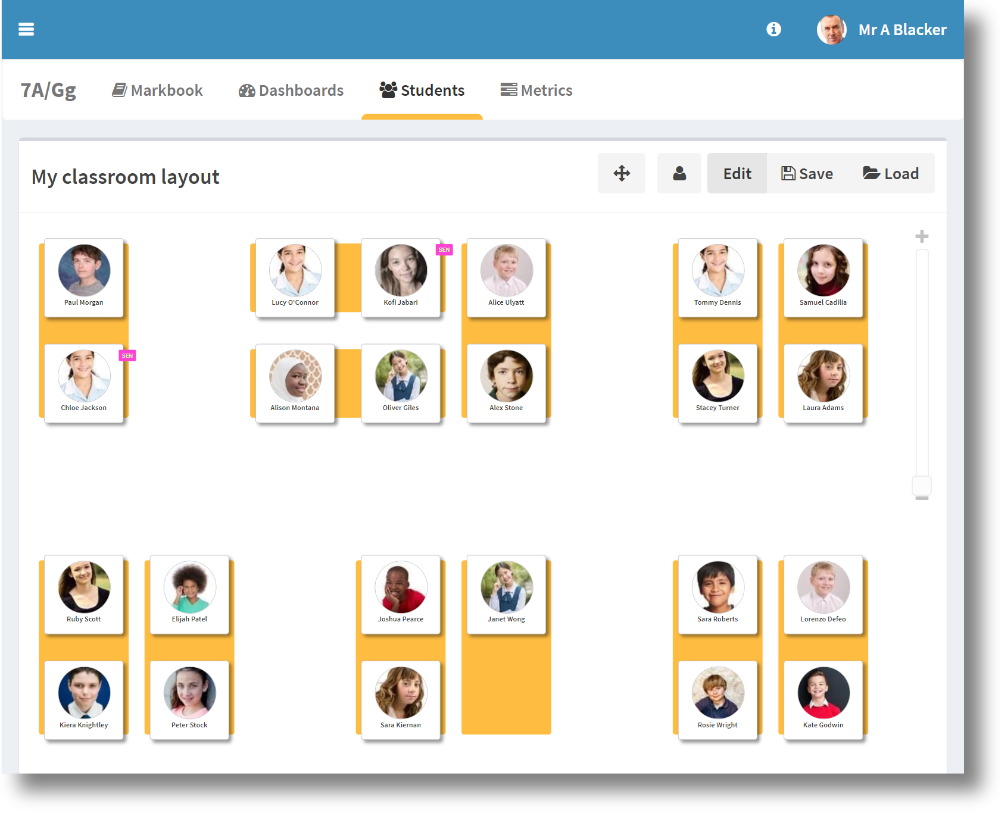 Mr A Blacker
7A/Gg Markbook Dashboards Students Metrics
My classroom layout
Edit Save Load
SEN
Paul Morgan Lucy O'Connor Kofi Jabari Alice Ulyatt Tommy Dennis Samuel Cadilla
SEN
Chloe Jackson Alison Montana Oliver Giles Alex Stone Stacey Turner Laura Adams
Ruby Scott Elijah Patel Joshua Pearce Janet Wong Sara Roberts Lorenzo Defeo
Kiera Knightley Peter Stock Sara Kiernan Rosie Wright Kate Godwin